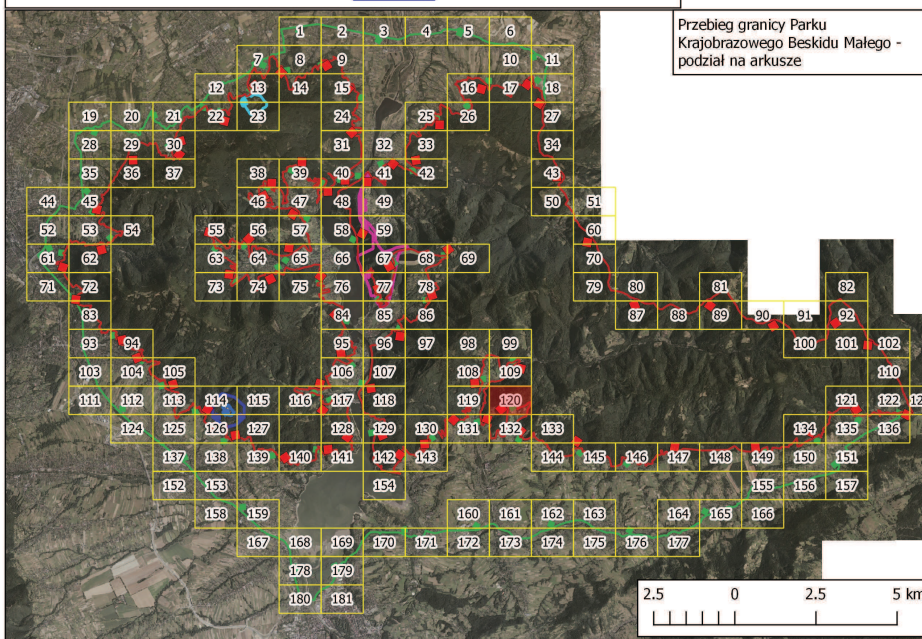 Przebieg granicy Parku
Krajobrazowego Beskidu Małego -
podział na arkusze
1 2 3 4 5 6
7 8 9 10 11
12 13 14 15 16 17 18
19 20 21 22 23 24 25 26 27
28 29 30 31 32 33 34
35 36 37 38 39 40 41 42 43
44 45 46 47 48 49 50 51
52 53 54 55 56 57 58 59 60
61 62 63 64 65 66 67 68 69 70
71 72 73 74 75 76 77 78 79 80 81 82
83 84 85 86 87 88 89 90 91 92
93 94 95 96 97 98 99 100 101 102
103 104 105 106 107 108 109 110
111 112 113 114 115 116 117 118 119 120 121 122
124 125 126 127 128 129 130 131 132 133 134 135 136
137 138 139 140 141 142 143 144 145 146 147 148 149 150 151
152 153 154 155 156 157
158 159 160 161 162 163 164 165 166
167 168 169 170 171 172 173 174 175 176 177
178 179
180 181
2.5 0 2.5 5 km